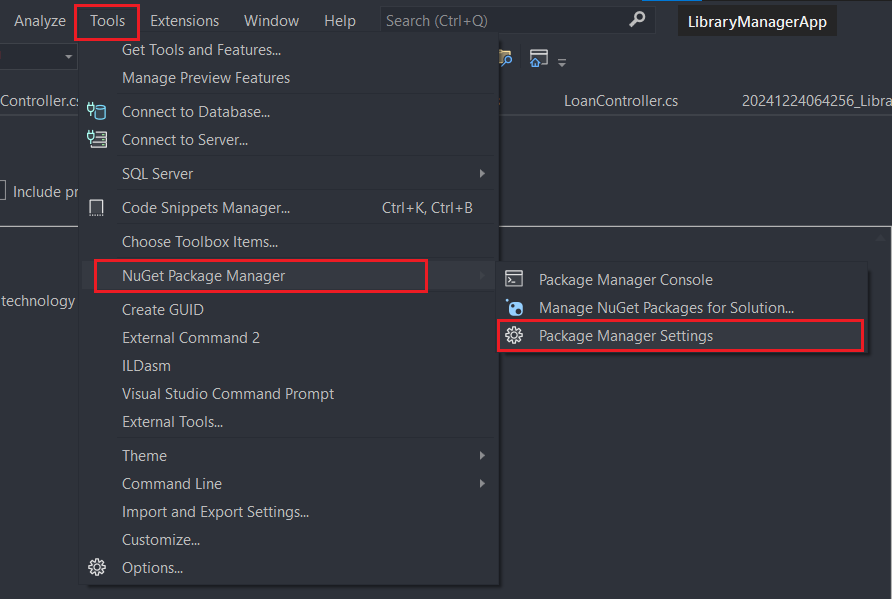 Analyze Tools Extensions Window Help Search (Ctrl+Q) LibraryManagerApp
Get Tools and Features...
Manage Preview Features
Controller.cs LoanController.cs 20241224064256_Libra
Connect to Database...
Connect to Server...
SQL Server
Include pr
Code Snippets Manager... Ctrl+K, Ctrl+B
Choose Toolbox Items...
NuGet Package Manager
Package Manager Console
technology
Create GUID
Manage NuGet Packages for Solution...
External Command 2
Package Manager Settings
ILDasm
Visual Studio Command Prompt
External Tools...
Theme
Command Line
Import and Export Settings...
Customize...
Options...